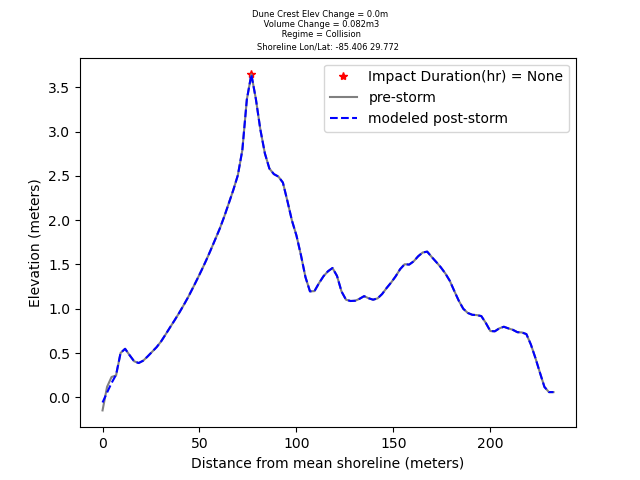 Dune Crest Elev Change = 0.0m
Volume Change = 0.082m3
Regime = Collision
Shoreline Lon/Lat: -85.406 29.772
Impact Duration(hr) = None
pre-storm
modeled post-storm
Elevation (meters)
3.5
3.0
2.5
2.0
1.5
1.0
0.5
0.0
0 50 100 150 200
Distance from mean shoreline (meters)